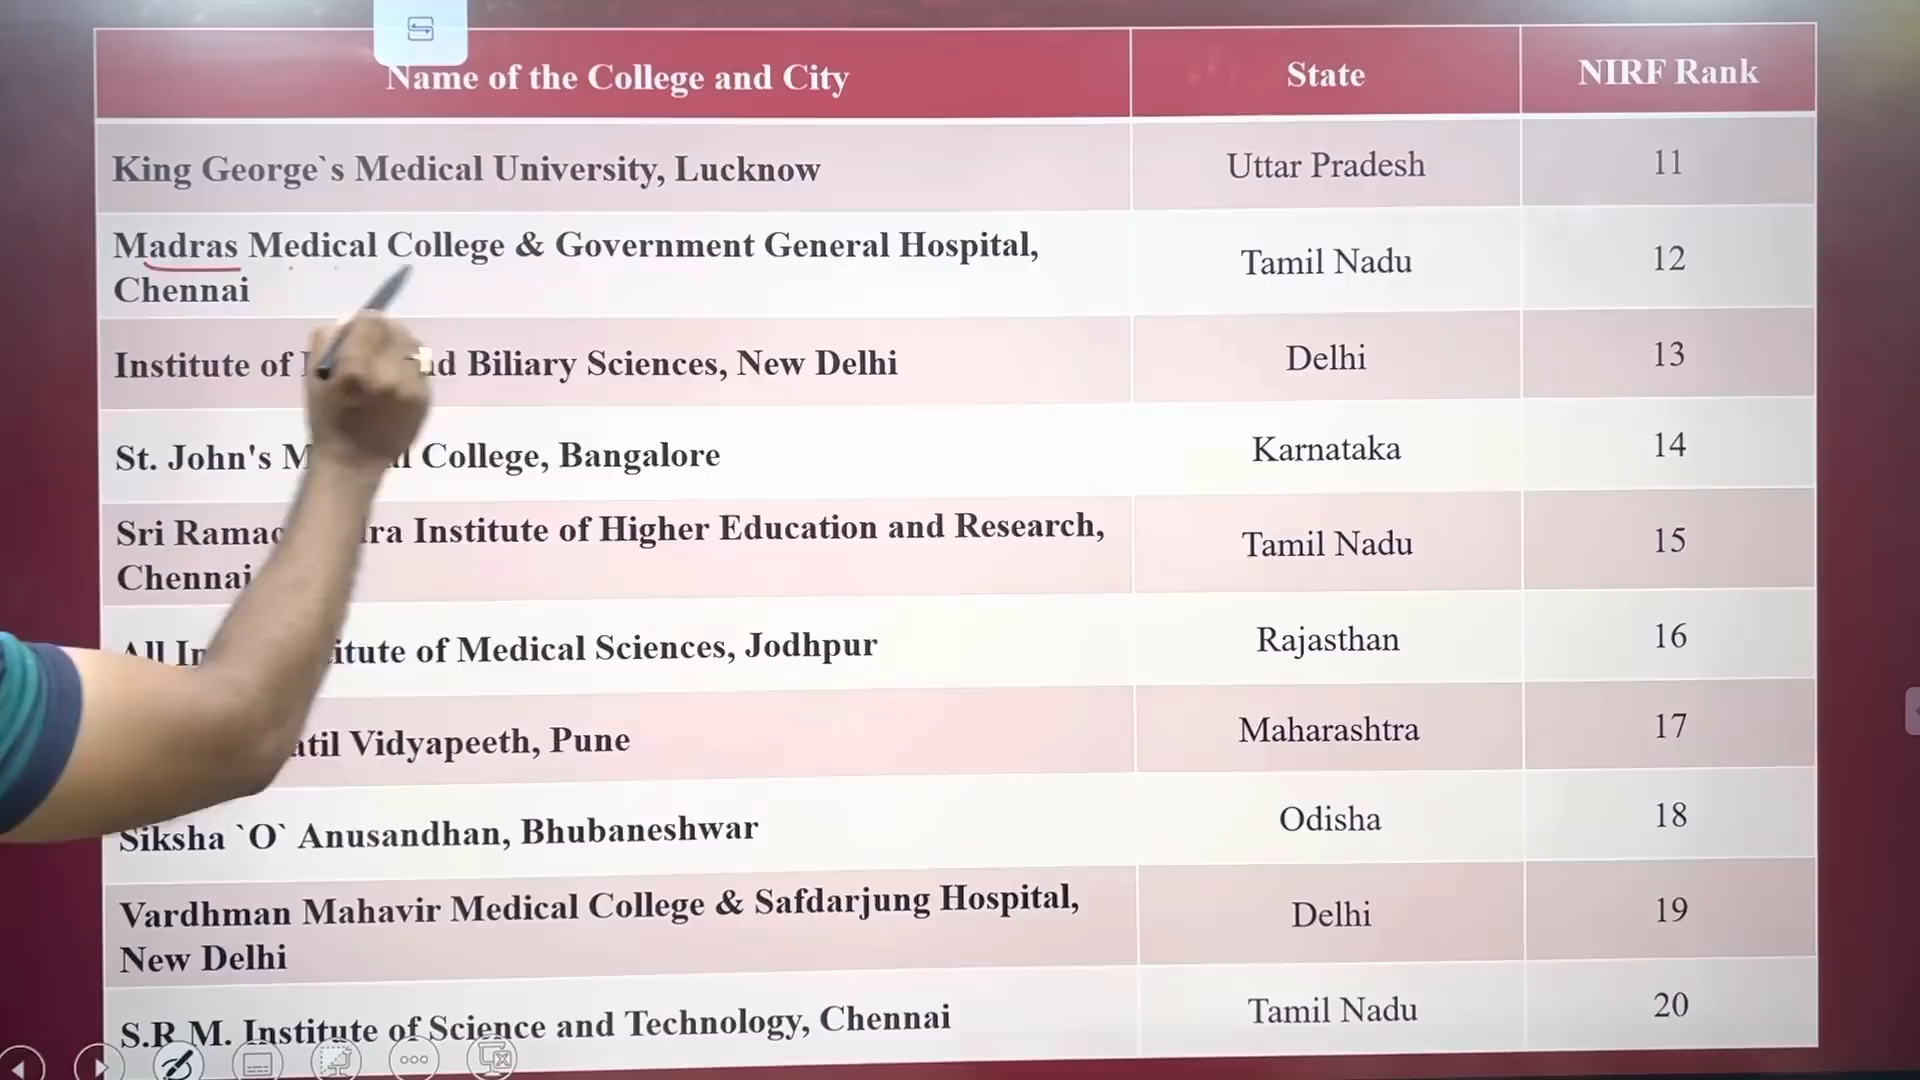 Name of the College and City State NIRF Rank
King George`s Medical University, Lucknow Uttar Pradesh 11
Madras Medical College & Government General Hospital,
Chennai Tamil Nadu 12
Institute of Biliary Sciences, New Delhi Delhi 13
St. John's College, Bangalore Karnataka 14
Sri Institute of Higher Education and Research,
Chennai Tamil Nadu 15
All of Medical Sciences, Jodhpur Rajasthan 16
Vidyapeeth, Pune Maharashtra 17
Siksha `O` Anusandhan, Bhubaneshwar Odisha 18
Vardhman Mahavir Medical College & Safdarjung Hospital,
New Delhi Delhi 19
S.R.M. Institute of Science and Technology, Chennai Tamil Nadu 20